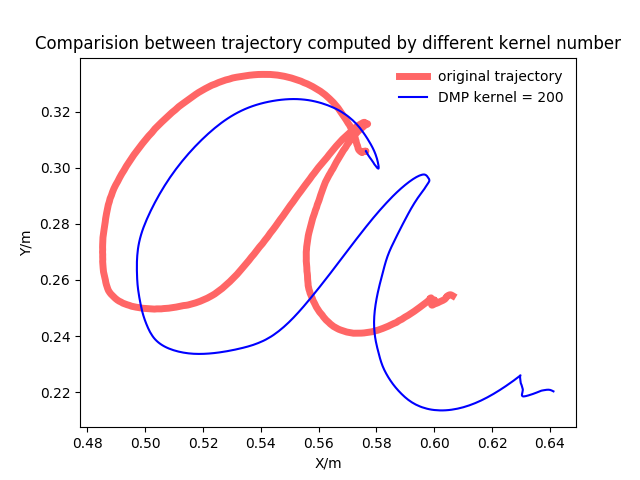 Comparision between trajectory computed by different kernel number
original trajectory
DMP kernel = 200
Y/m
0.32
0.30
0.28
0.26
0.24
0.22
0.48 0.50 0.52 0.54 0.56 0.58 0.60 0.62 0.64
X/m